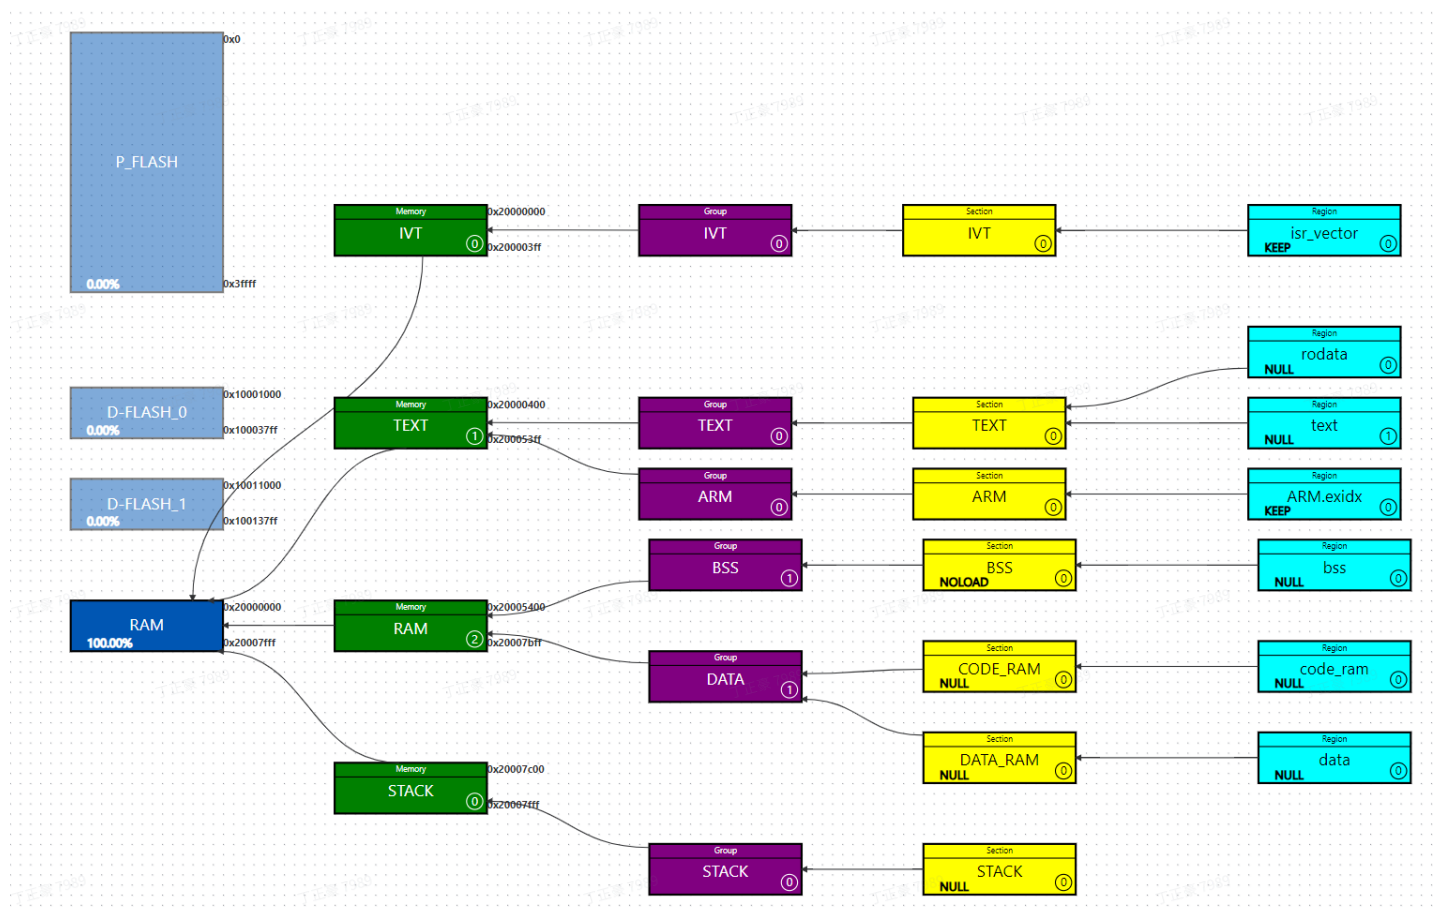 0x0
P_FLASH
0.00%
0x3ffff
Memory
IVT
0
0x20000000
0x200003ff
Group
IVT
0
Section
IVT
0
Region
isr_vector
KEEP
0
Region
rodata
NULL
0
D-FLASH_0
0.00%
0x10001000
0x100037ff
Memory
TEXT
1
0x20000400
0x200053ff
Group
TEXT
0
Section
TEXT
0
Region
text
NULL
1
D-FLASH_1
0.00%
0x10011000
0x100137ff
Group
ARM
0
Section
ARM
0
Region
ARM.exidx
KEEP
0
Group
BSS
1
Section
BSS
NOLOAD
0
Region
bss
NULL
0
RAM
100.00%
0x20000000
0x20007fff
Memory
RAM
2
0x20005400
0x20007bff
Group
DATA
1
Section
CODE_RAM
NULL
0
Region
code_ram
NULL
0
Section
DATA_RAM
NULL
0
Region
data
NULL
0
Memory
STACK
0
0x20007c00
0x20007fff
Group
STACK
0
Section
STACK
NULL
0